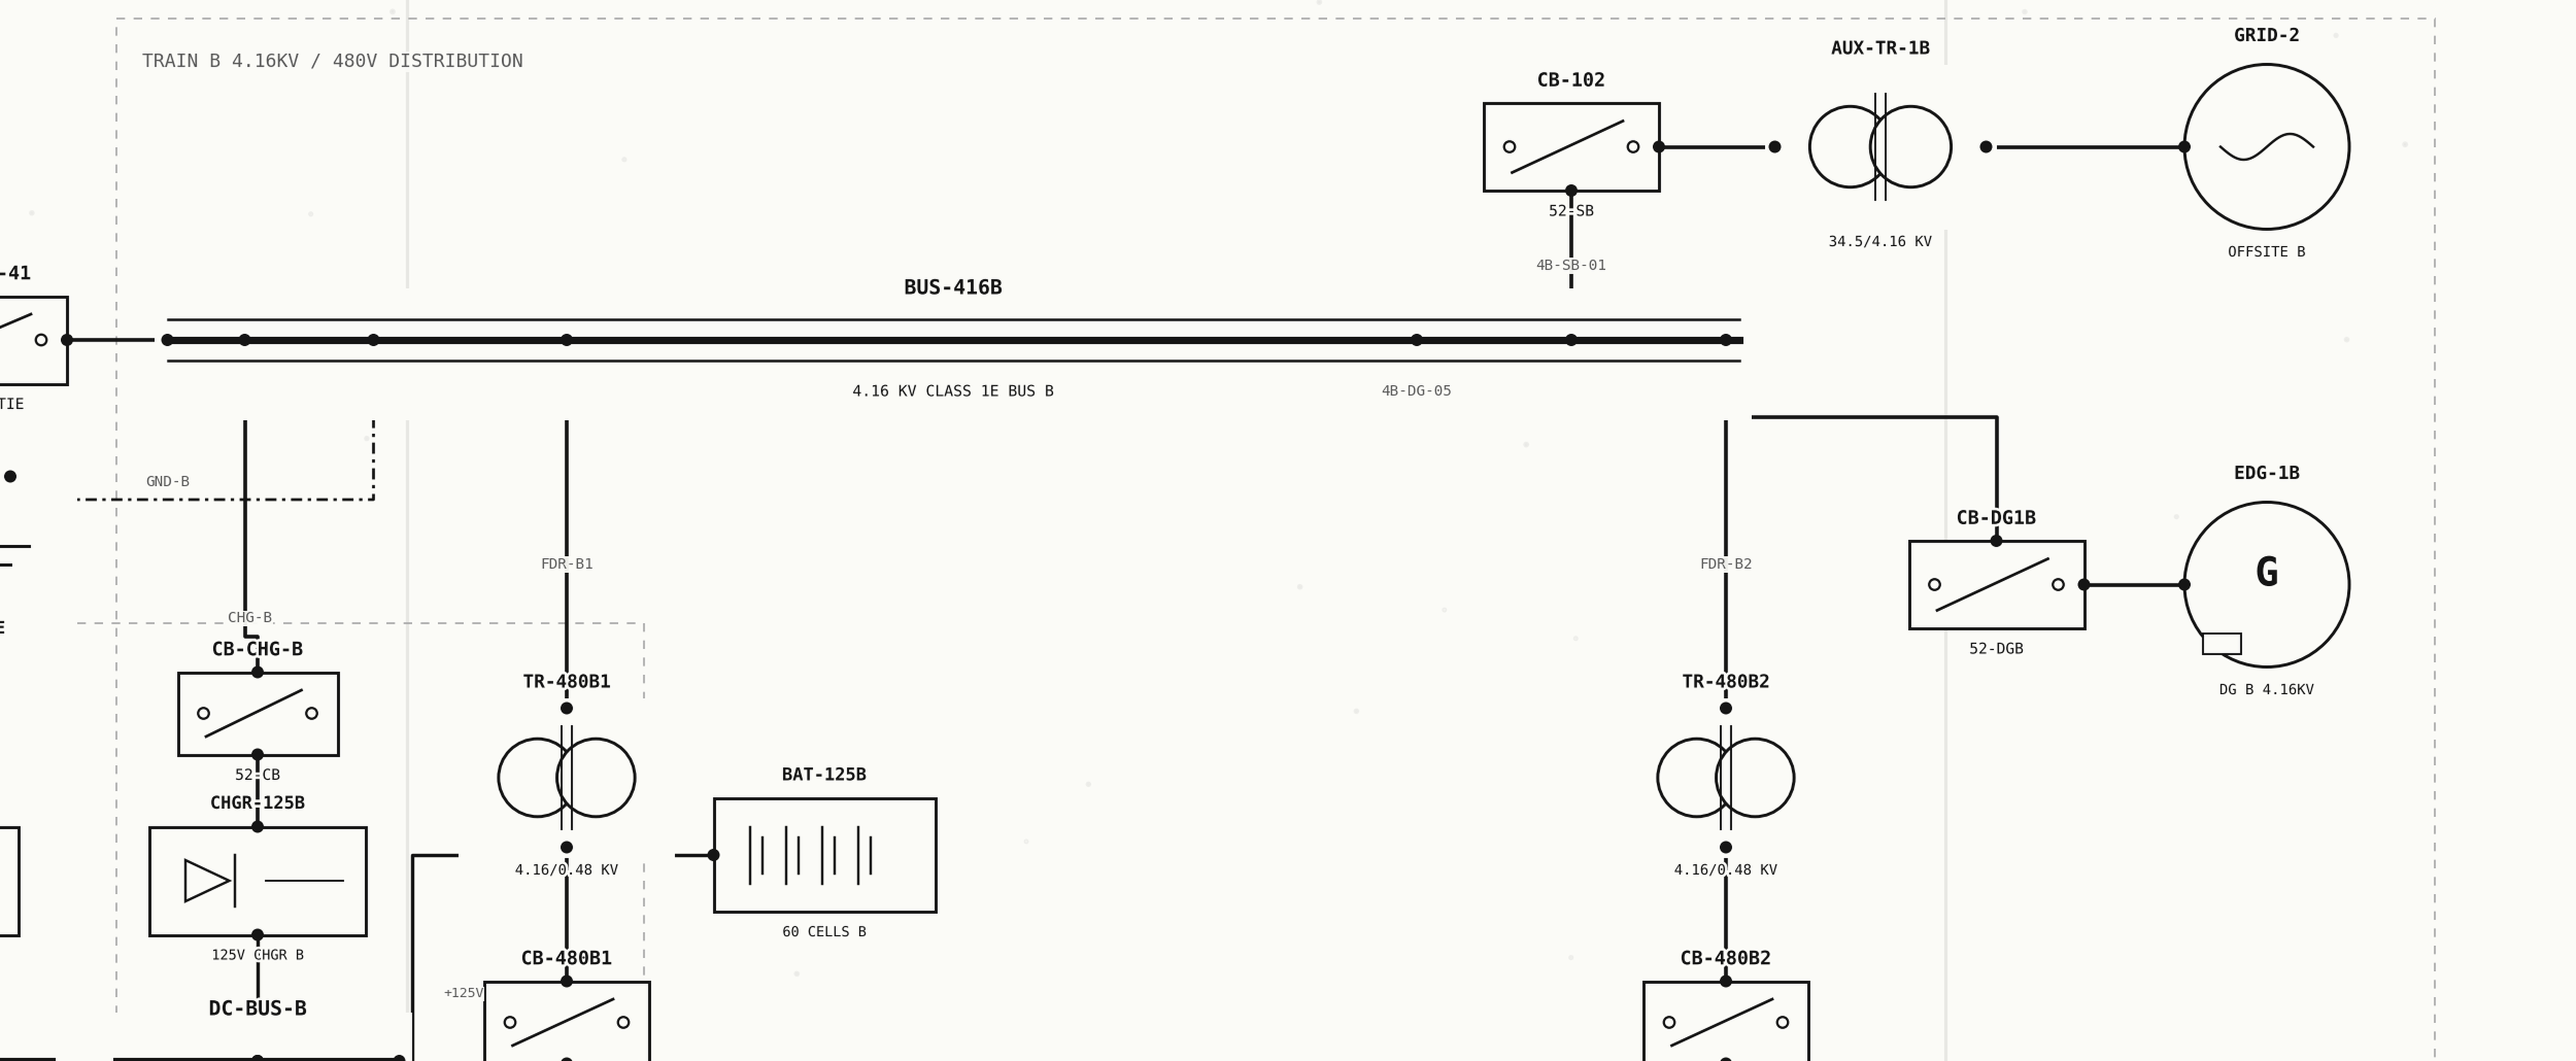 GRID-2
AUX-TR-1B
TRAIN B 4.16KV / 480V DISTRIBUTION
CB-102
52-SB
34.5/4.16 KV
OFFSITE B
4B-SB-01
-41
BUS-416B
4.16 KV CLASS 1E BUS B
4B-DG-05
TIE
EDG-1B
GND-B
CB-DG1B
FDR-B1
FDR-B2
G
CHG-B
E
CB-CHG-B
52-DGB
TR-480B1
TR-480B2
DG B 4.16KV
52-CB
BAT-125B
CHGR-125B
4.16/0.48 KV
4.16/0.48 KV
60 CELLS B
125V CHGR B
CB-480B1
CB-480B2
+125V
DC-BUS-B